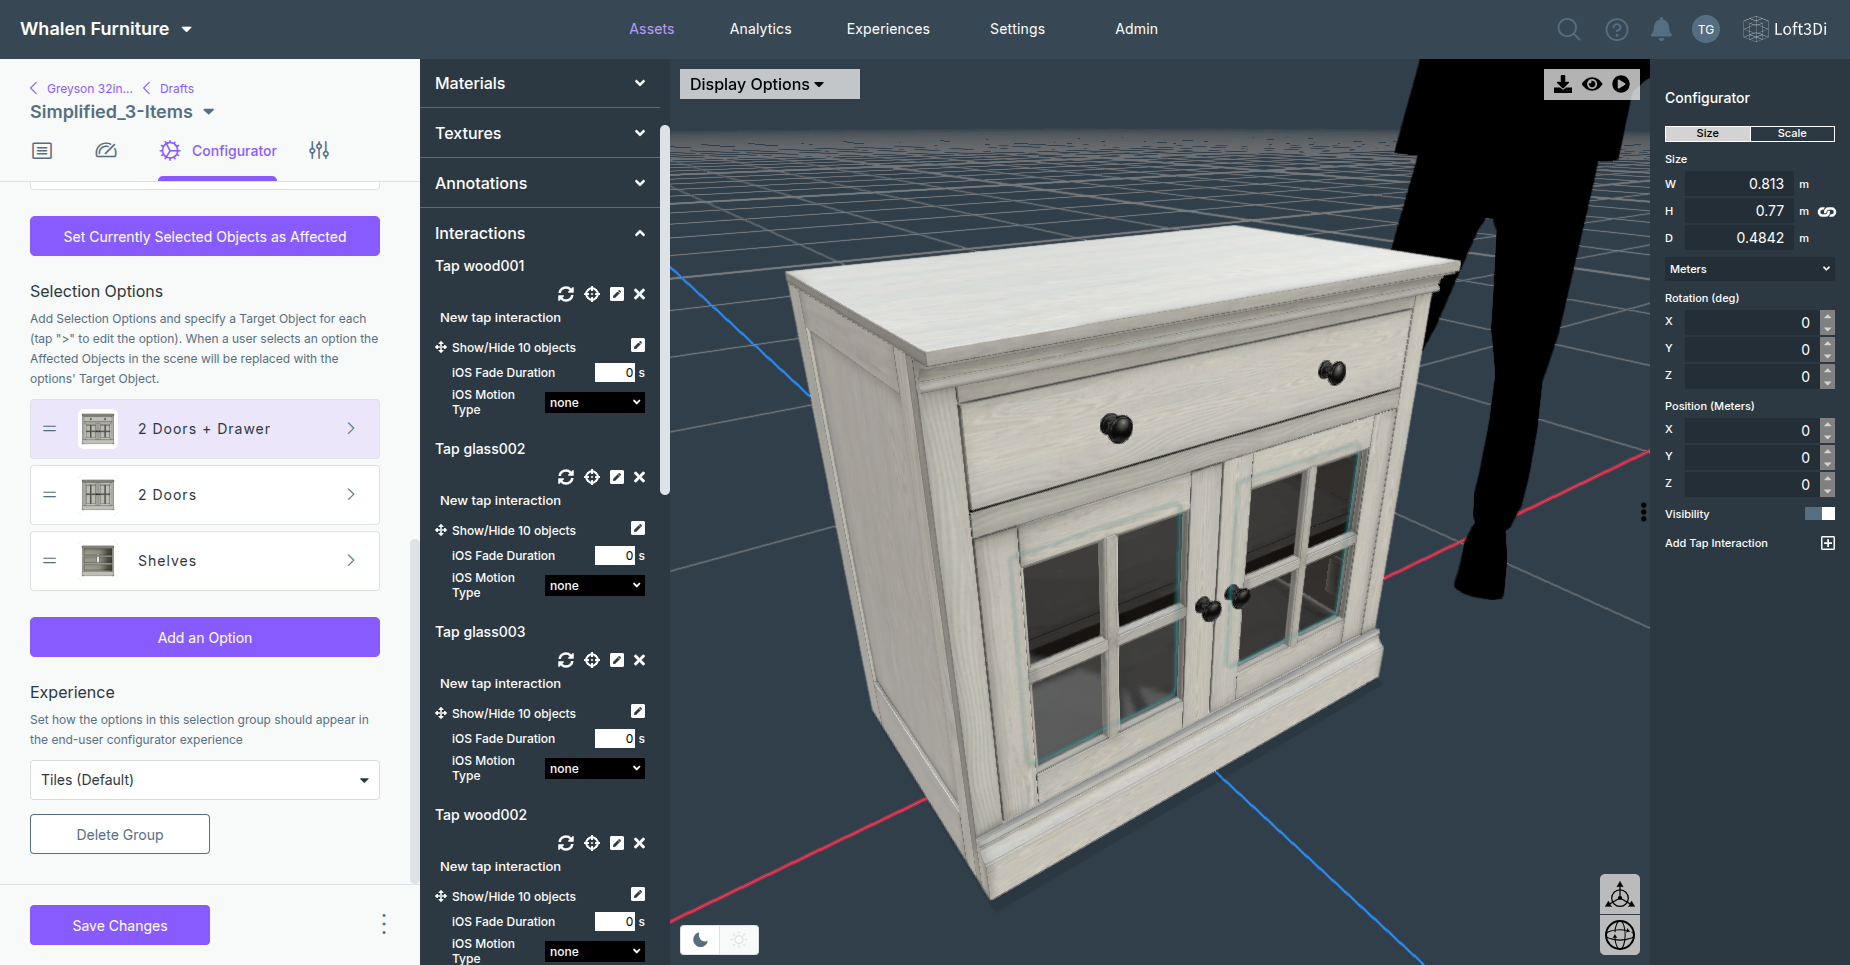 Whalen Furniture
Assets
Analytics
Experiences
Settings
Admin
TG
Loft3Di
Greyson 32in...
Drafts
Simplified_3-Items
Configurator
Set Currently Selected Objects as Affected
Selection Options
Add Selection Options and specify a Target Object for each
(tap ">" to edit the option). When a user selects an option the
Affected Objects in the scene will be replaced with the
options' Target Object.
2 Doors + Drawer
2 Doors
Shelves
Add an Option
Experience
Set how the options in this selection group should appear in
the end-user configurator experience
Tiles (Default)
Delete Group
Save Changes
Materials
Textures
Annotations
Interactions
Tap wood001
New tap interaction
Show/Hide 10 objects
iOS Fade Duration 0 s
iOS Motion
Type none
Tap glass002
New tap interaction
Show/Hide 10 objects
iOS Fade Duration 0 s
iOS Motion
Type none
Tap glass003
New tap interaction
Show/Hide 10 objects
iOS Fade Duration 0 s
iOS Motion
Type none
Tap wood002
New tap interaction
Show/Hide 10 objects
iOS Fade Duration 0 s
iOS Motion
Type none
Display Options
Configurator
Size Scale
Size
W 0.813 m
H 0.77 m
D 0.4842 m
Meters
Rotation (deg)
X 0
Y 0
Z 0
Position (Meters)
X 0
Y 0
Z 0
Visibility
Add Tap Interaction